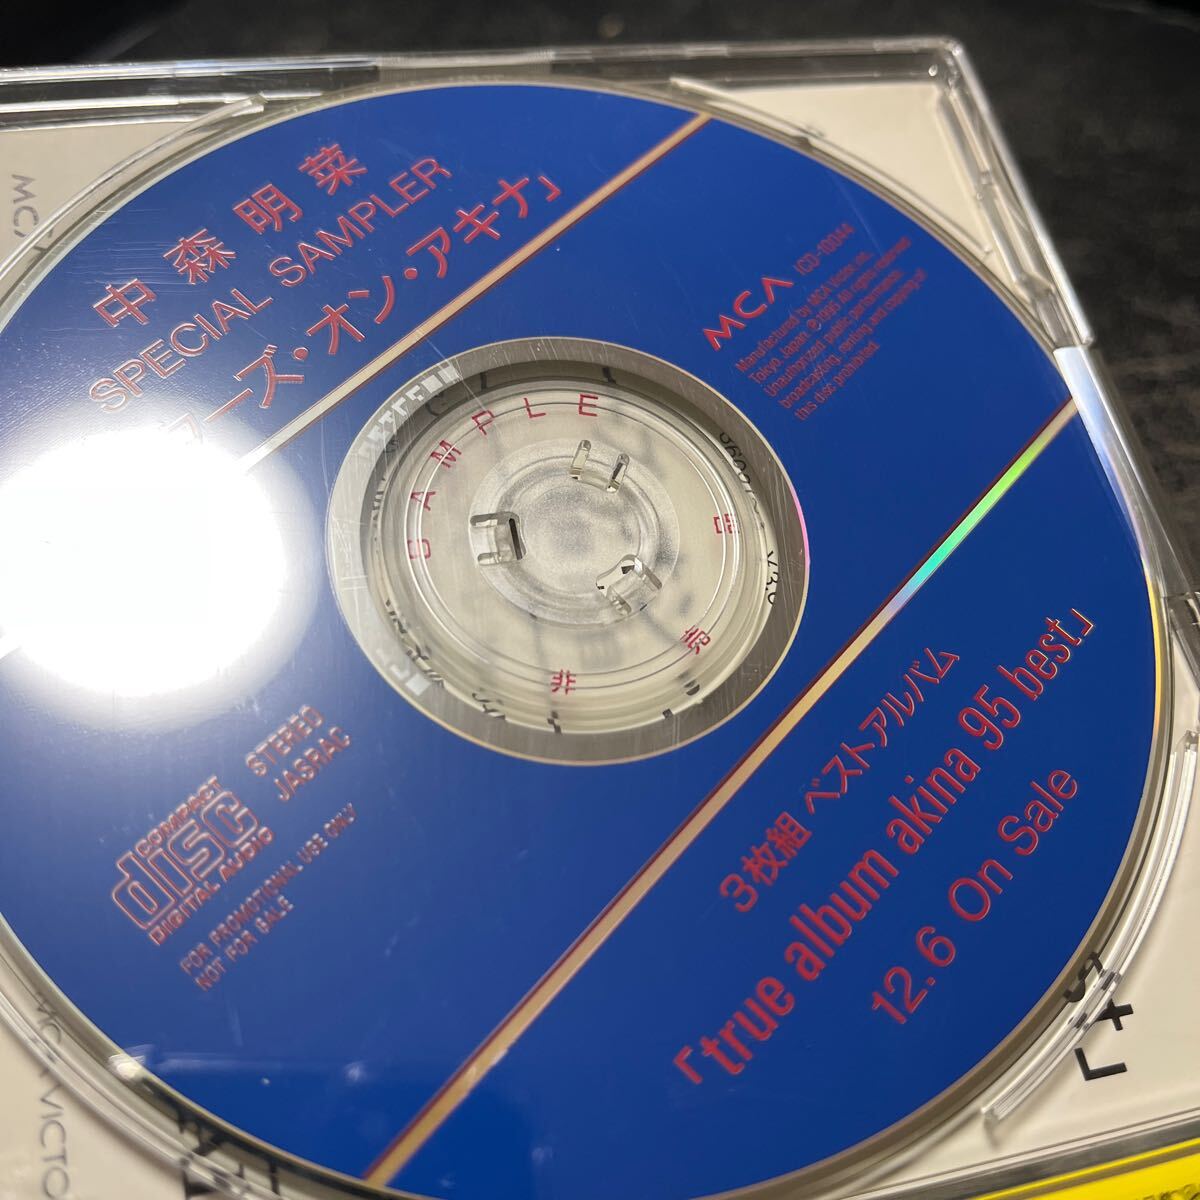 中森明菜
SPECIAL SAMPLER
ーズ・オン・アキナ」
MCA ICD-10044
Manufactured by MCA Victor, Inc.
Tokyo, Japan. ℗1995 All rights reserved.
Unauthorized public performance,
broadcasting, renting and copying of
this disc prohibited.
SAMPLE
非売品
COMPACT
disc
DIGITAL AUDIO
STEREO
JASRAC
FOR PROMOTIONAL USE ONLY
NOT FOR SALE
3枚組 ベストアルバム
「true album akina 95 best」
12.6 On Sale